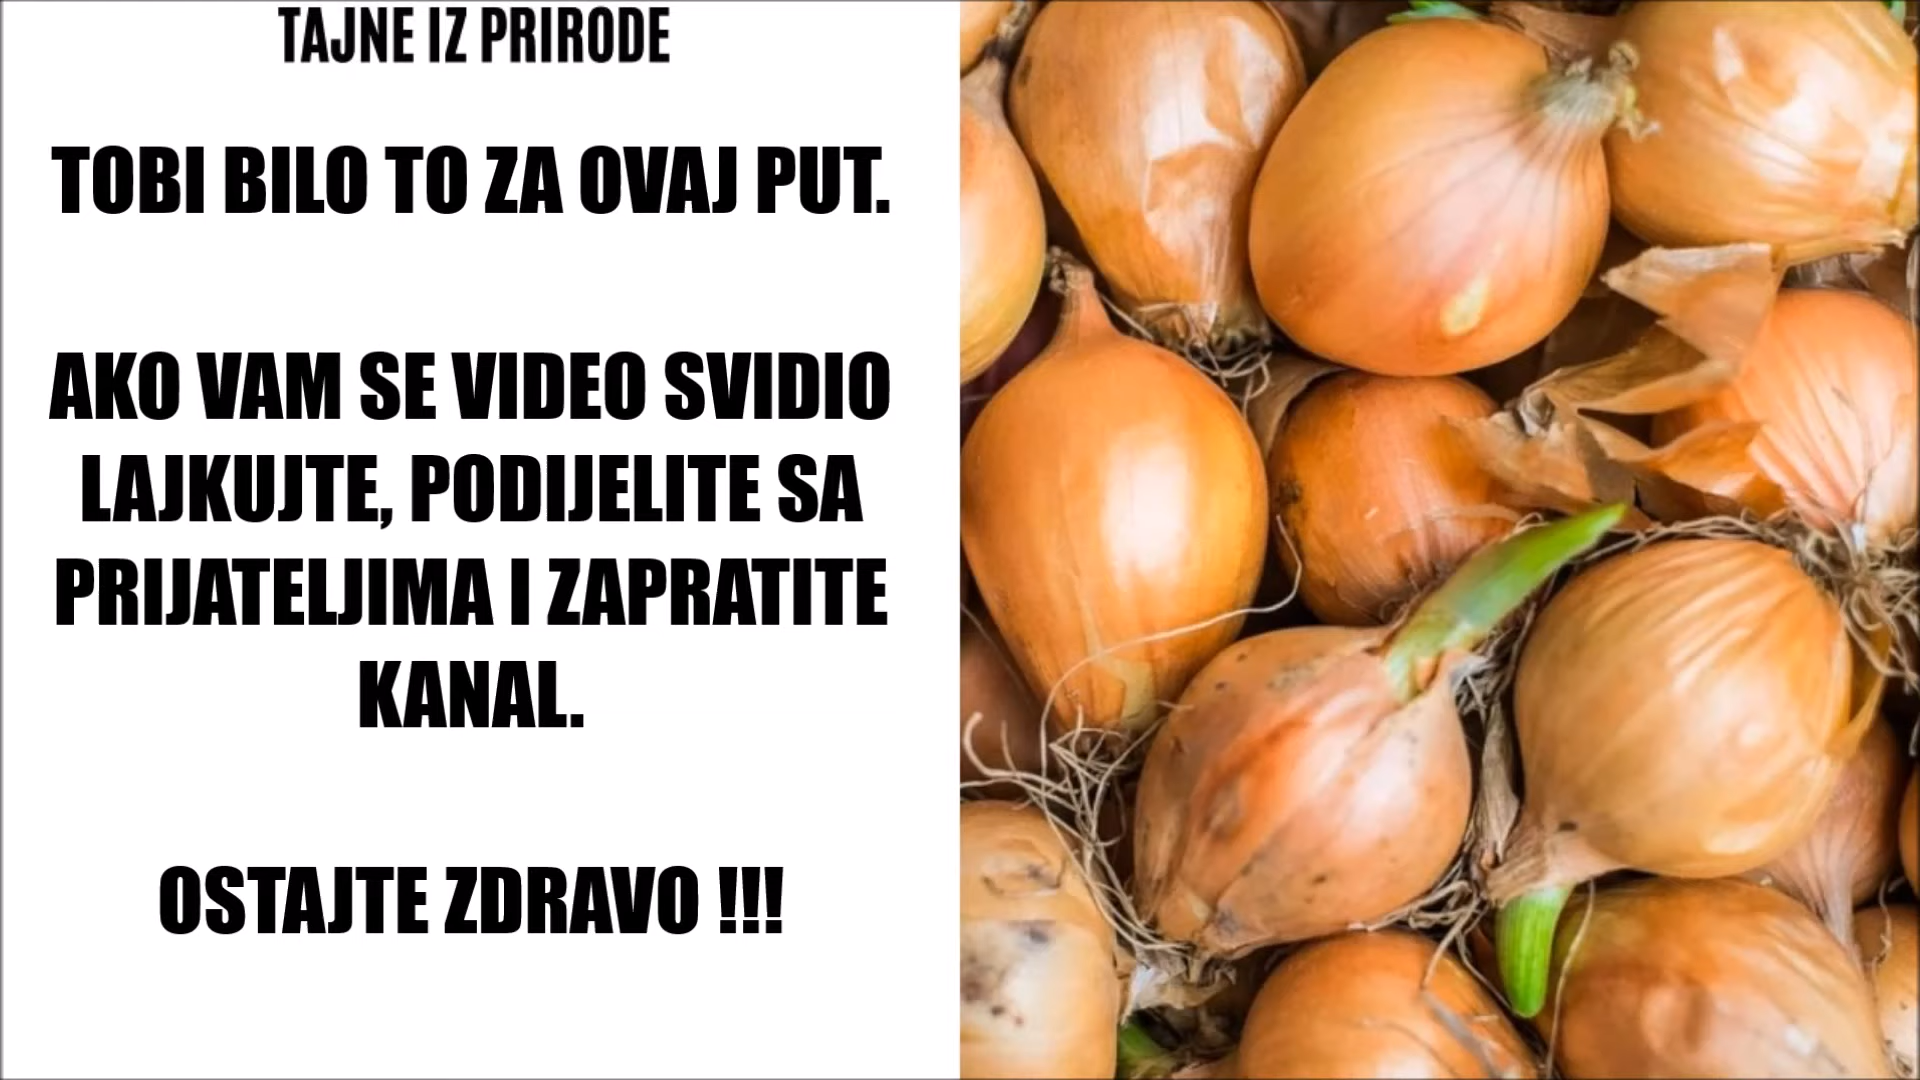 TAJNE IZ PRIRODE
TOBI BILO TO ZA OVAJ PUT.
AKO VAM SE VIDEO SVIDIO
LAJKUJTE, PODIJELITE SA
PRIJATELJIMA I ZAPRATITE
KANAL.
OSTAJTE ZDRAVO !!!